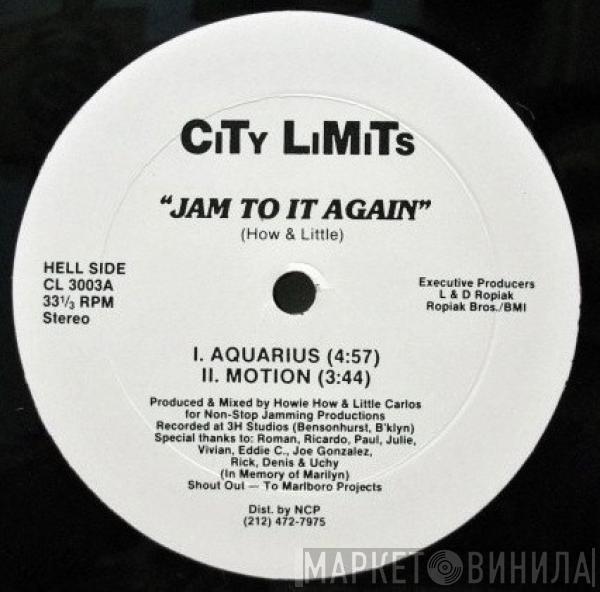 CiTy LiMiTs
"JAM TO IT AGAIN"
(How & Little)
HELL SIDE
CL 3003A
33⅓ RPM
Stereo
Executive Producers
L & D Ropiak
Ropiak Bros./BMI
I. AQUARIUS (4:57)
II. MOTION (3:44)
Produced & Mixed by Howie How & Little Carlos
for Non-Stop Jamming Productions
Recorded at 3H Studios (Bensonhurst, B'klyn)
Special thanks to: Roman, Ricardo, Paul, Julie,
Vivian, Eddie C., Joe Gonzalez,
Rick, Denis & Uchy
(In Memory of Marilyn)
Shout Out — To Marlboro Projects
Dist. by NCP
(212) 472-7975
МАРКЕТ ВИНИЛА